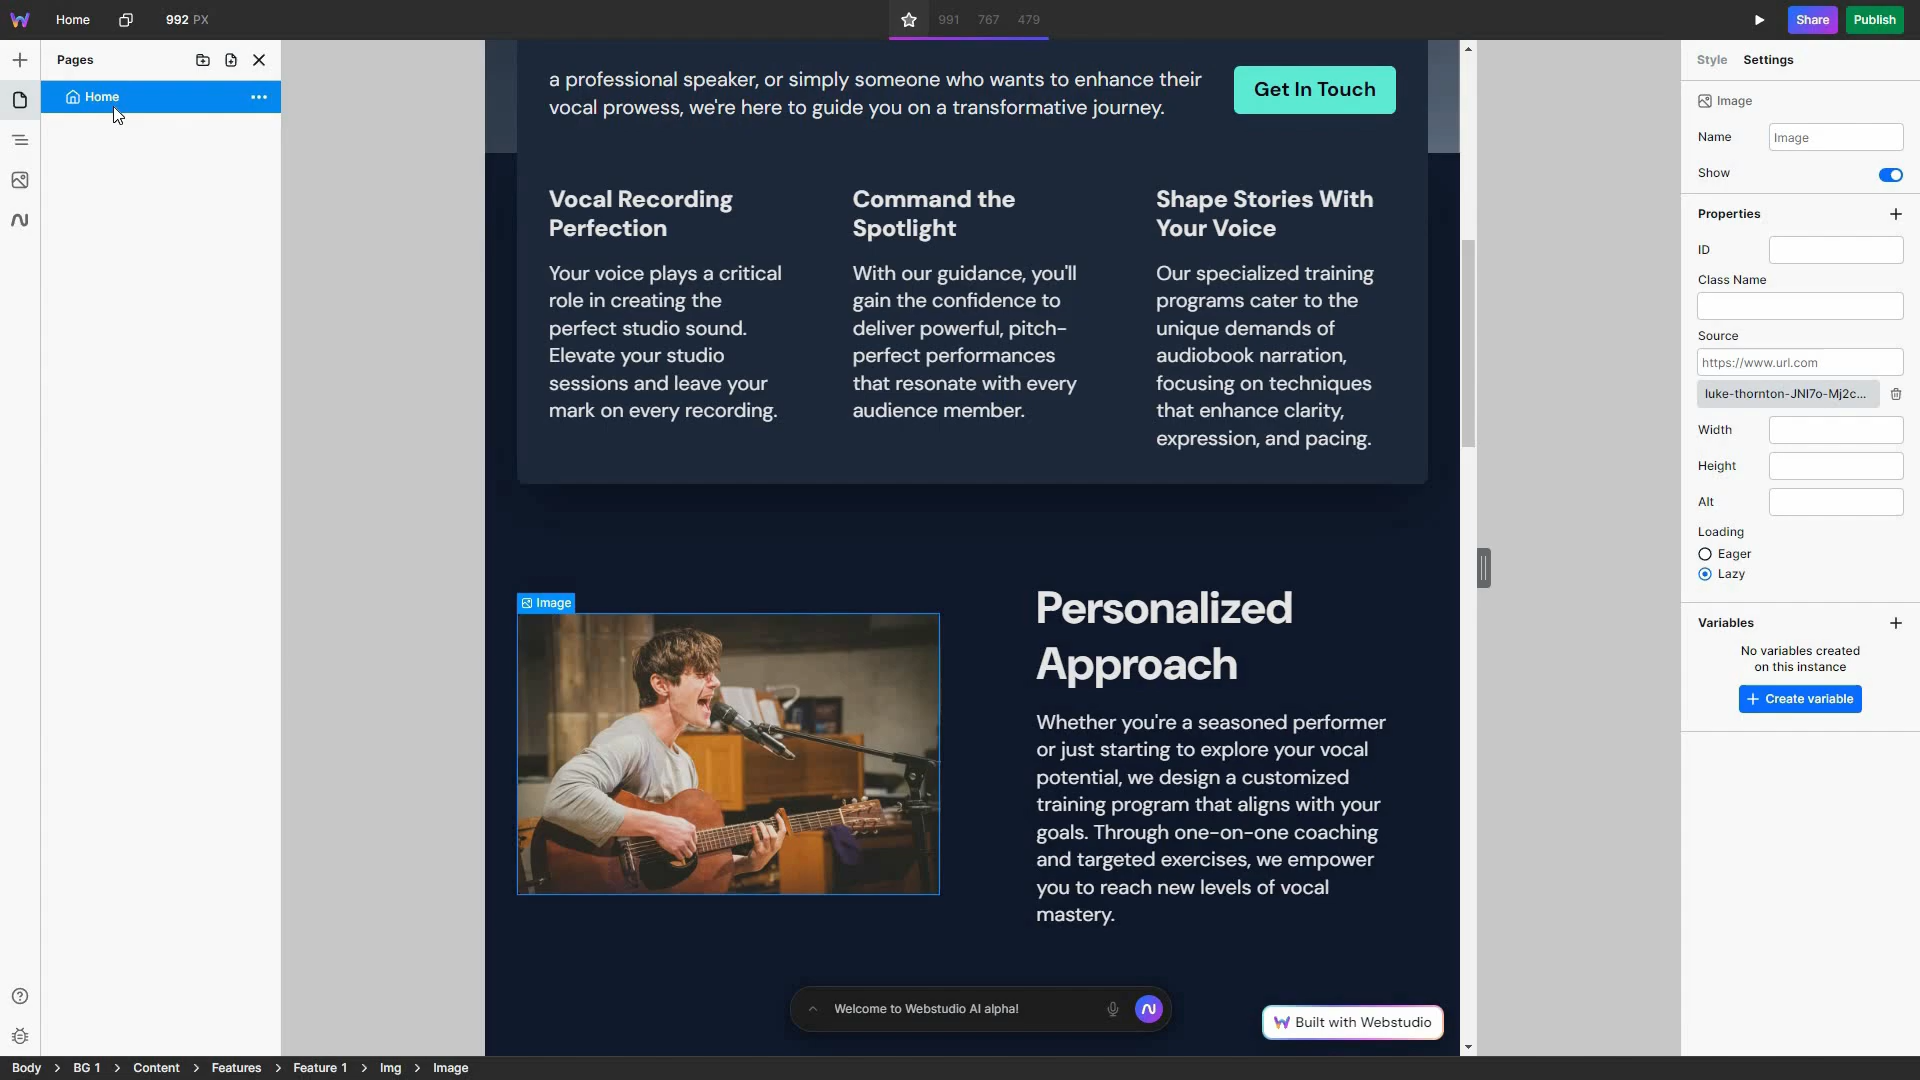 Home
992 PX
991
767
479
Share
Publish
Pages
Home
a professional speaker, or simply someone who wants to enhance their
vocal prowess, we're here to guide you on a transformative journey.
Get In Touch
Vocal Recording
Perfection
Your voice plays a critical
role in creating the
perfect studio sound.
Elevate your studio
sessions and leave your
mark on every recording.
Command the
Spotlight
With our guidance, you'll
gain the confidence to
deliver powerful, pitch-
perfect performances
that resonate with every
audience member.
Shape Stories With
Your Voice
Our specialized training
programs cater to the
unique demands of
audiobook narration,
focusing on techniques
that enhance clarity,
expression, and pacing.
Image
Personalized
Approach
Whether you're a seasoned performer
or just starting to explore your vocal
potential, we design a customized
training program that aligns with your
goals. Through one-on-one coaching
and targeted exercises, we empower
you to reach new levels of vocal
mastery.
Welcome to Webstudio AI alpha!
Built with Webstudio
Style
Settings
Image
Name
Image
Show
Properties
ID
Class Name
Source
https://www.url.com
luke-thornton-JNI7o-Mj2c...
Width
Height
Alt
Loading
Eager
Lazy
Variables
No variables created
on this instance
Create variable
Body > BG 1 > Content > Features > Feature 1 > Img > Image